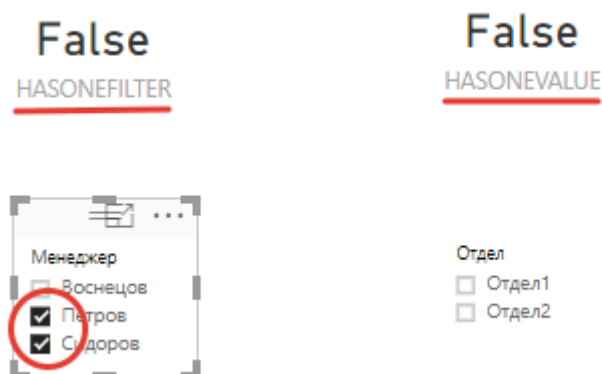 False
HASONEFILTER
False
HASONEVALUE
Менеджер
Воснецов
Петров
Сидоров
Отдел
Отдел1
Отдел2